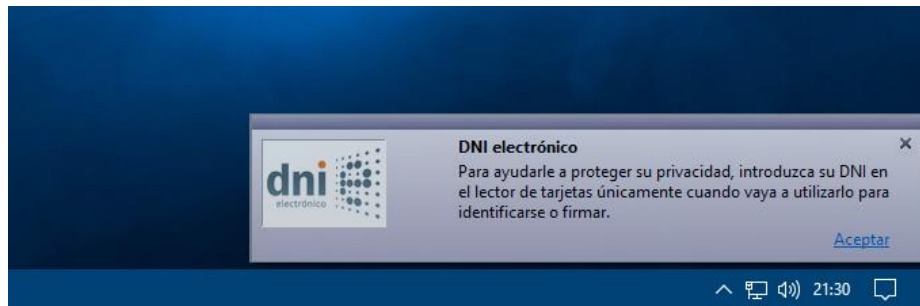 dni
electrónico
DNI electrónico
Para ayudarle a proteger su privacidad, introduzca su DNI en
el lector de tarjetas únicamente cuando vaya a utilizarlo para
identificarse o firmar.
Aceptar
21:30